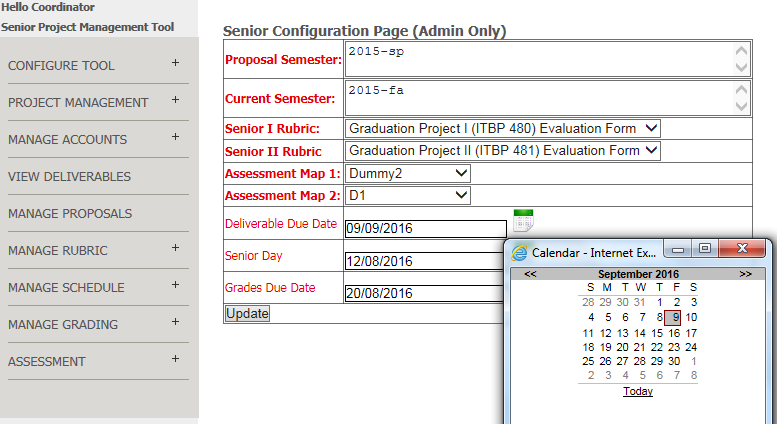 Hello Coordinator
Senior Project Management Tool
CONFIGURE TOOL +
PROJECT MANAGEMENT +
MANAGE ACCOUNTS +
VIEW DELIVERABLES
MANAGE PROPOSALS
MANAGE RUBRIC +
MANAGE SCHEDULE +
MANAGE GRADING +
ASSESSMENT +
Senior Configuration Page (Admin Only)
Proposal Semester: 2015-sp
Current Semester: 2015-fa
Senior I Rubric: Graduation Project I (ITBP 480) Evaluation Form
Senior II Rubric Graduation Project II (ITBP 481) Evaluation Form
Assessment Map 1: Dummy2
Assessment Map 2: D1
Deliverable Due Date 09/09/2016
Senior Day 12/08/2016
Grades Due Date 20/08/2016
Update
Calendar - Internet Ex...
<< September 2016 >>
S M T W T F S
28 29 30 31 1 2 3
4 5 6 7 8 9 10
11 12 13 14 15 16 17
18 19 20 21 22 23 24
25 26 27 28 29 30 1
2 3 4 5 6 7 8
Today